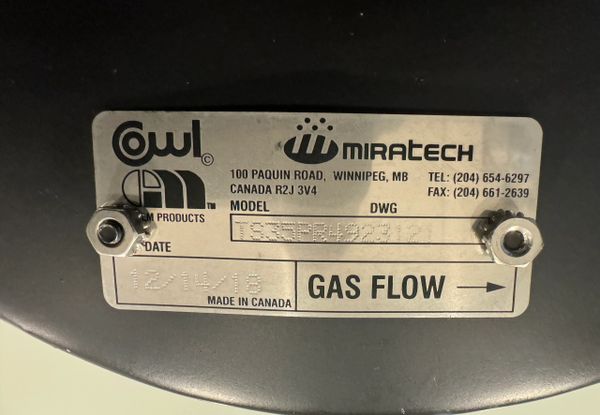 Cowl ©
MIRATECH
100 PAQUIN ROAD, WINNIPEG, MB TEL: (204) 654-6297
CANADA R2J 3V4 FAX: (204) 661-2639
TM
PRODUCTS
MODEL DWG
DATE
12/14/18
MADE IN CANADA
GAS FLOW →